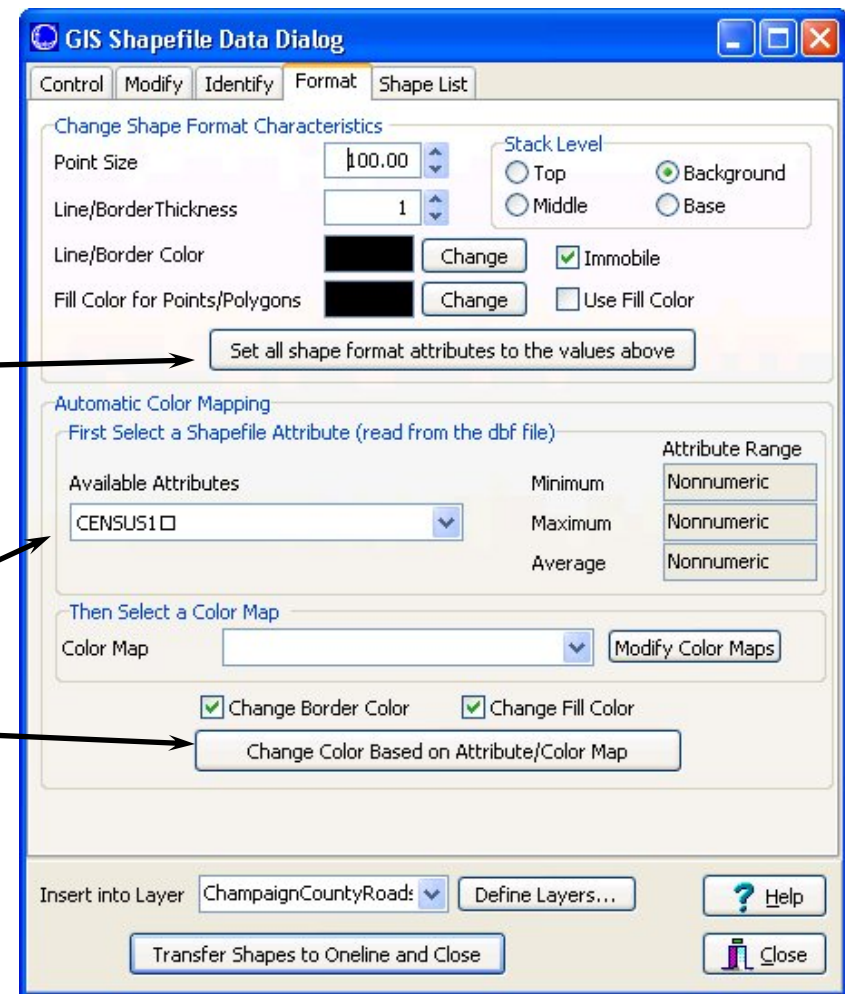 GIS Shapefile Data Dialog
Control Modify Identify Format Shape List
Change Shape Format Characteristics
Point Size 100.00
Stack Level
Top Background
Middle Base
Line/BorderThickness 1
Line/Border Color Change Immobile
Fill Color for Points/Polygons Change Use Fill Color
Set all shape format attributes to the values above
Automatic Color Mapping
First Select a Shapefile Attribute (read from the dbf file)
Attribute Range
Available Attributes Minimum Nonnumeric
CENSUS1□ Maximum Nonnumeric
Average Nonnumeric
Then Select a Color Map
Color Map Modify Color Maps
Change Border Color Change Fill Color
Change Color Based on Attribute/Color Map
Insert into Layer ChampaignCountyRoads Define Layers... ? Help
Transfer Shapes to Oneline and Close Close